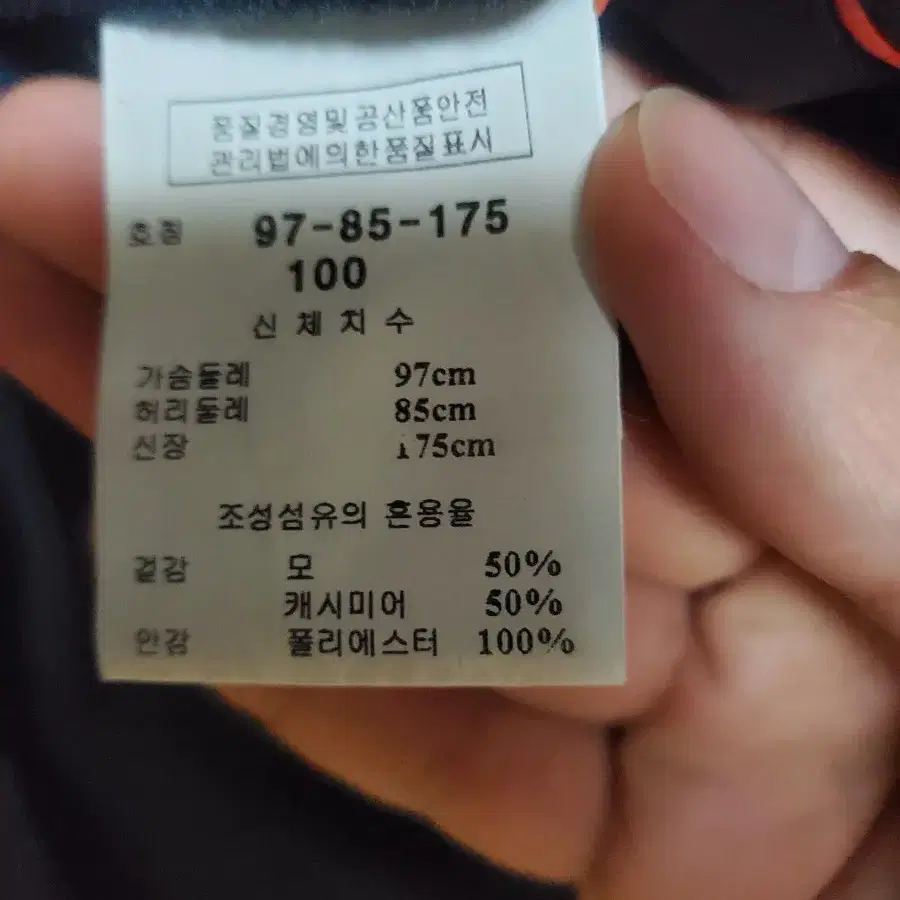 품질경영및공산품안전
관리법에의한품질표시
호칭 97-85-175
100
신체치수
가슴둘레 97cm
허리둘레 85cm
신장 175cm
조성섬유의 혼용율
겉감 모 50%
캐시미어 50%
안감 폴리에스터 100%